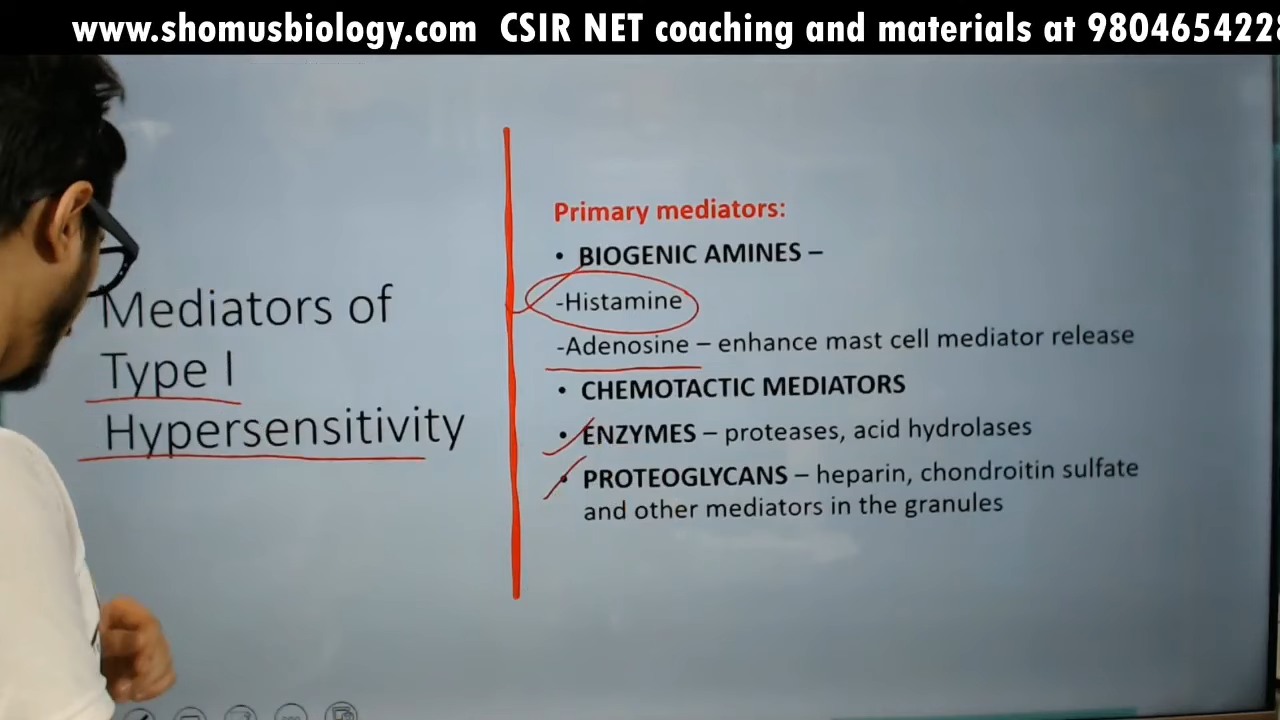 www.shomusbiology.com CSIR NET coaching and materials at 9804654228
Mediators of
Type I
Hypersensitivity
Primary mediators:
• BIOGENIC AMINES –
-Histamine
-Adenosine – enhance mast cell mediator release
• CHEMOTACTIC MEDIATORS
• ENZYMES – proteases, acid hydrolases
• PROTEOGLYCANS – heparin, chondroitin sulfate
and other mediators in the granules